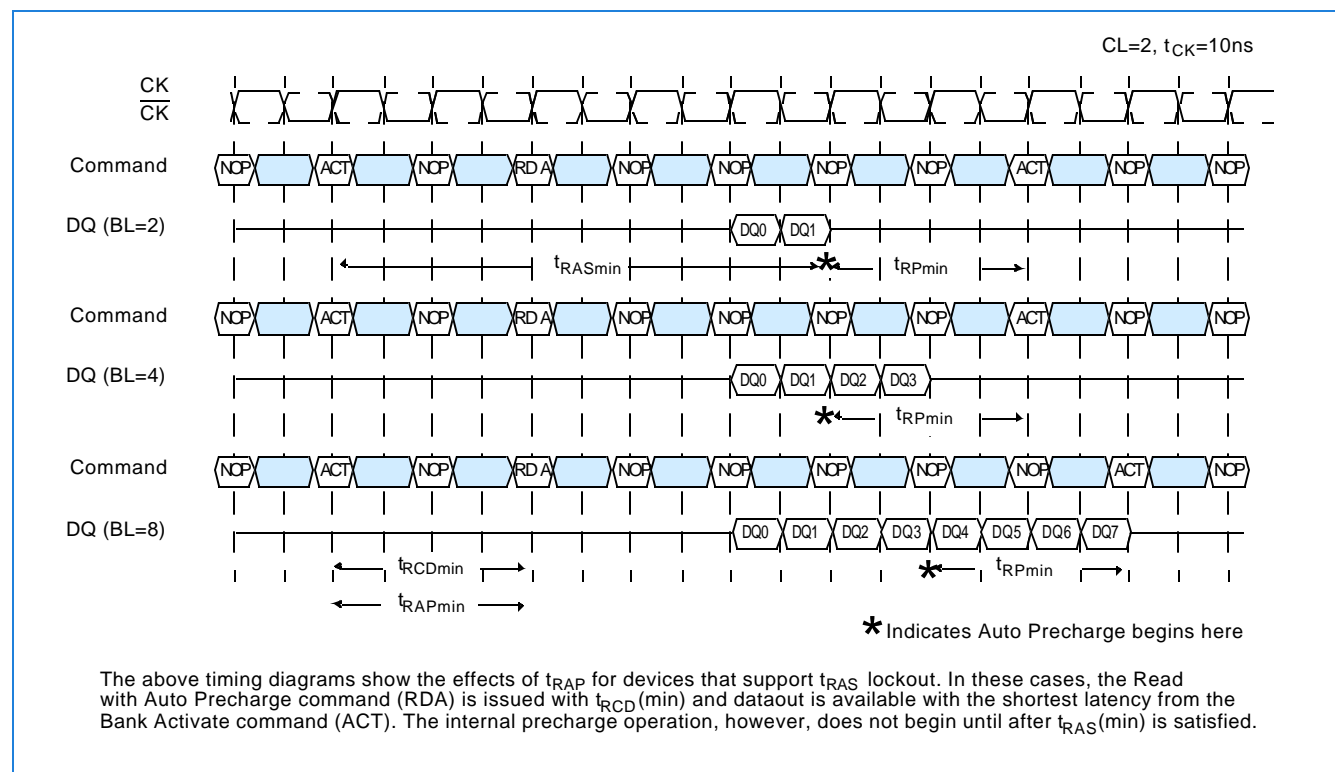 CL=2, tCK=10ns
CK
CK
Command NOP ACT NOP RDA NOP NOP NOP NOP ACT NOP NOP
DQ (BL=2) DQ0 DQ1
tRASmin * tRPmin
Command NOP ACT NOP RDA NOP NOP NOP NOP ACT NOP NOP
DQ (BL=4) DQ0 DQ1 DQ2 DQ3
* tRPmin
Command NOP ACT NOP RDA NOP NOP NOP NOP NOP ACT NOP
DQ (BL=8) DQ0 DQ1 DQ2 DQ3 DQ4 DQ5 DQ6 DQ7
tRCDmin * tRPmin
tRAPmin
* Indicates Auto Precharge begins here
The above timing diagrams show the effects of tRAP for devices that support tRAS lockout. In these cases, the Read
with Auto Precharge command (RDA) is issued with tRCD(min) and dataout is available with the shortest latency from the
Bank Activate command (ACT). The internal precharge operation, however, does not begin until after tRAS(min) is satisfied.